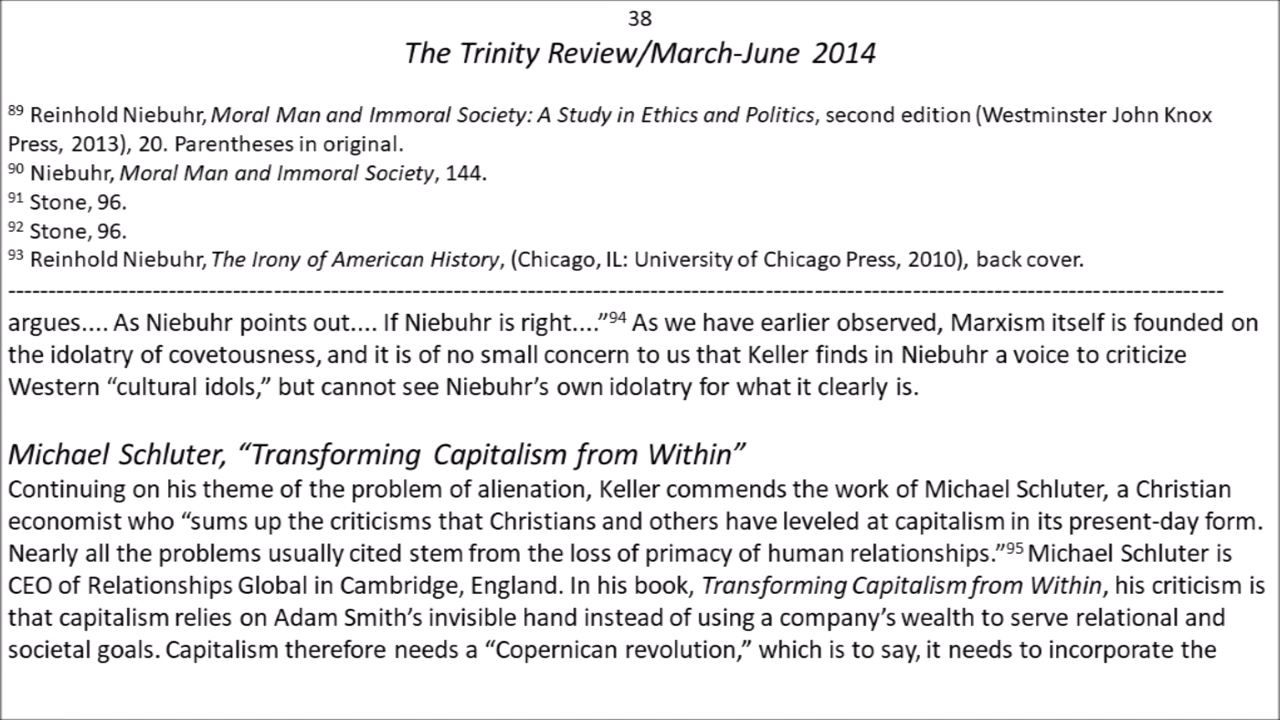 38
The Trinity Review/March-June 2014
89 Reinhold Niebuhr, Moral Man and Immoral Society: A Study in Ethics and Politics, second edition (Westminster John Knox
Press, 2013), 20. Parentheses in original.
90 Niebuhr, Moral Man and Immoral Society, 144.
91 Stone, 96.
92 Stone, 96.
93 Reinhold Niebuhr, The Irony of American History, (Chicago, IL: University of Chicago Press, 2010), back cover.
--------------------------------------------------------------------------------------------------------------------------------------------------------
argues.... As Niebuhr points out.... If Niebuhr is right....”94 As we have earlier observed, Marxism itself is founded on
the idolatry of covetousness, and it is of no small concern to us that Keller finds in Niebuhr a voice to criticize
Western “cultural idols,” but cannot see Niebuhr’s own idolatry for what it clearly is.
Michael Schluter, “Transforming Capitalism from Within”
Continuing on his theme of the problem of alienation, Keller commends the work of Michael Schluter, a Christian
economist who “sums up the criticisms that Christians and others have leveled at capitalism in its present-day form.
Nearly all the problems usually cited stem from the loss of primacy of human relationships.”95 Michael Schluter is
CEO of Relationships Global in Cambridge, England. In his book, Transforming Capitalism from Within, his criticism is
that capitalism relies on Adam Smith’s invisible hand instead of using a company’s wealth to serve relational and
societal goals. Capitalism therefore needs a “Copernican revolution,” which is to say, it needs to incorporate the